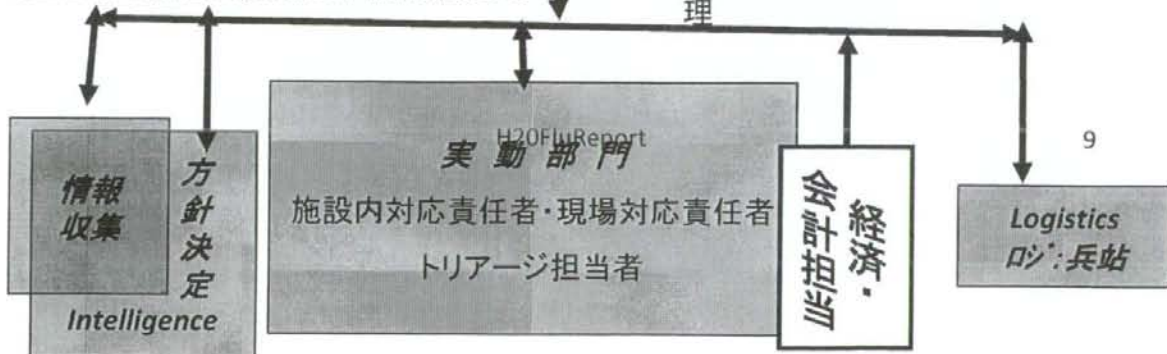 理
H20FluReport
9
情報
収集
方針決定
Intelligence
実動部門
施設内対応責任者・現場対応責任者
トリアージ担当者
経済・
会計担当
Logistics
ロジ:兵站